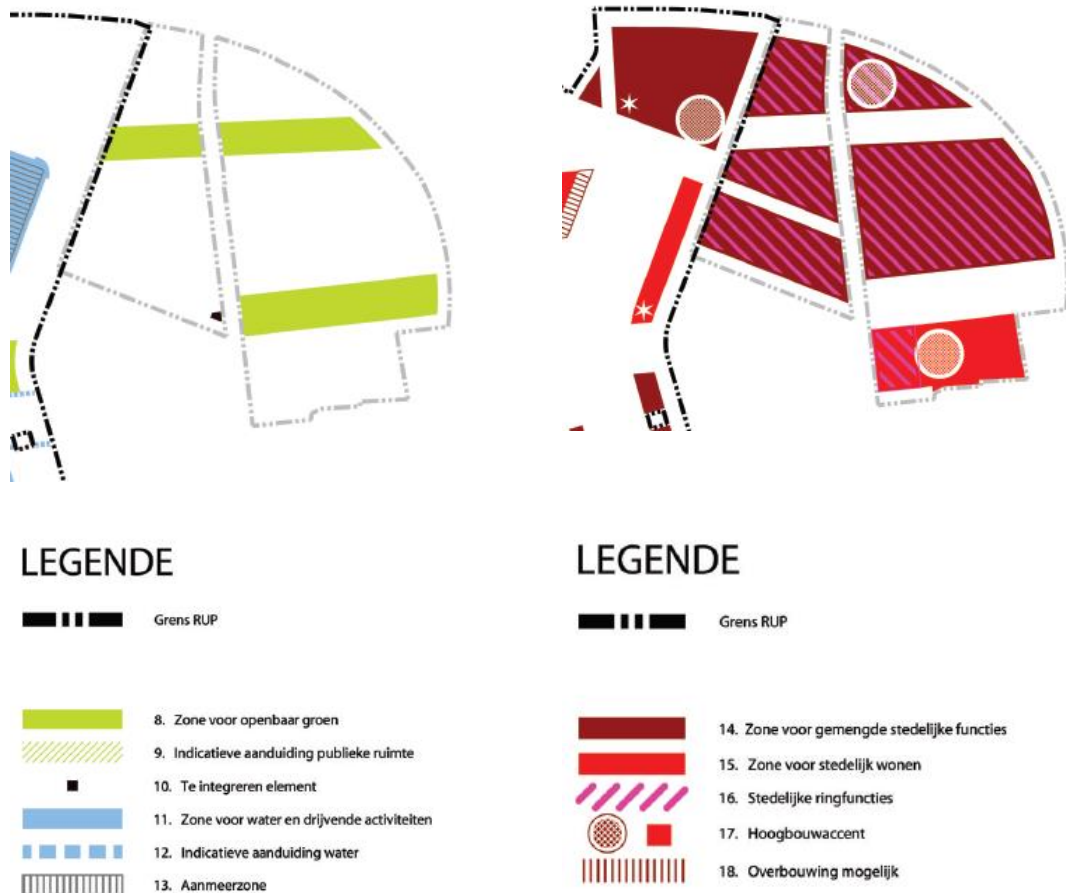 LEGENDE
Grens RUP
8. Zone voor openbaar groen
9. Indicatieve aanduiding publieke ruimte
10. Te integreren element
11. Zone voor water en drijvende activiteiten
12. Indicatieve aanduiding water
13. Aanmeerzone
LEGENDE
Grens RUP
14. Zone voor gemengde stedelijke functies
15. Zone voor stedelijk wonen
16. Stedelijke ringfuncties
17. Hoogbouwaccent
18. Overbouwing mogelijk